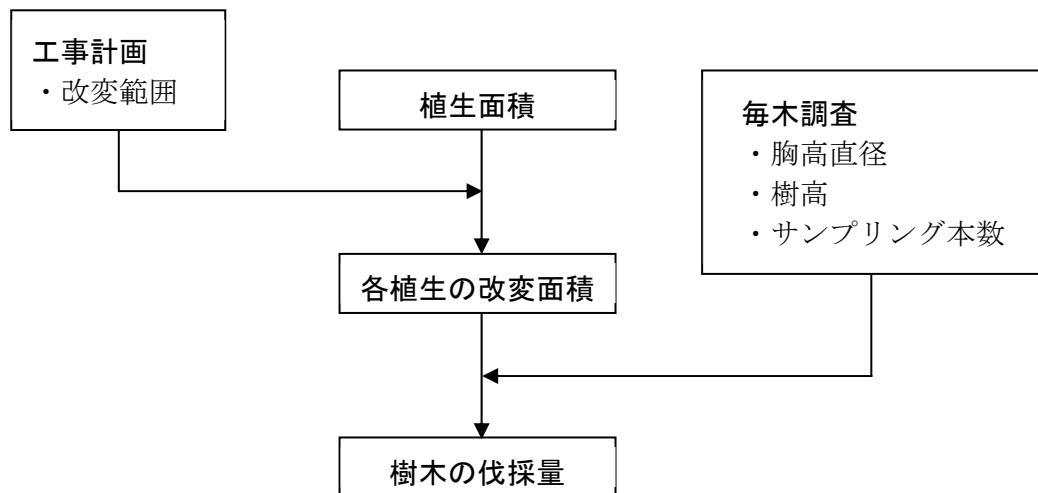 工事計画
・改変範囲
植生面積
毎木調査
・胸高直径
・樹高
・サンプリング本数
各植生の改変面積
樹木の伐採量